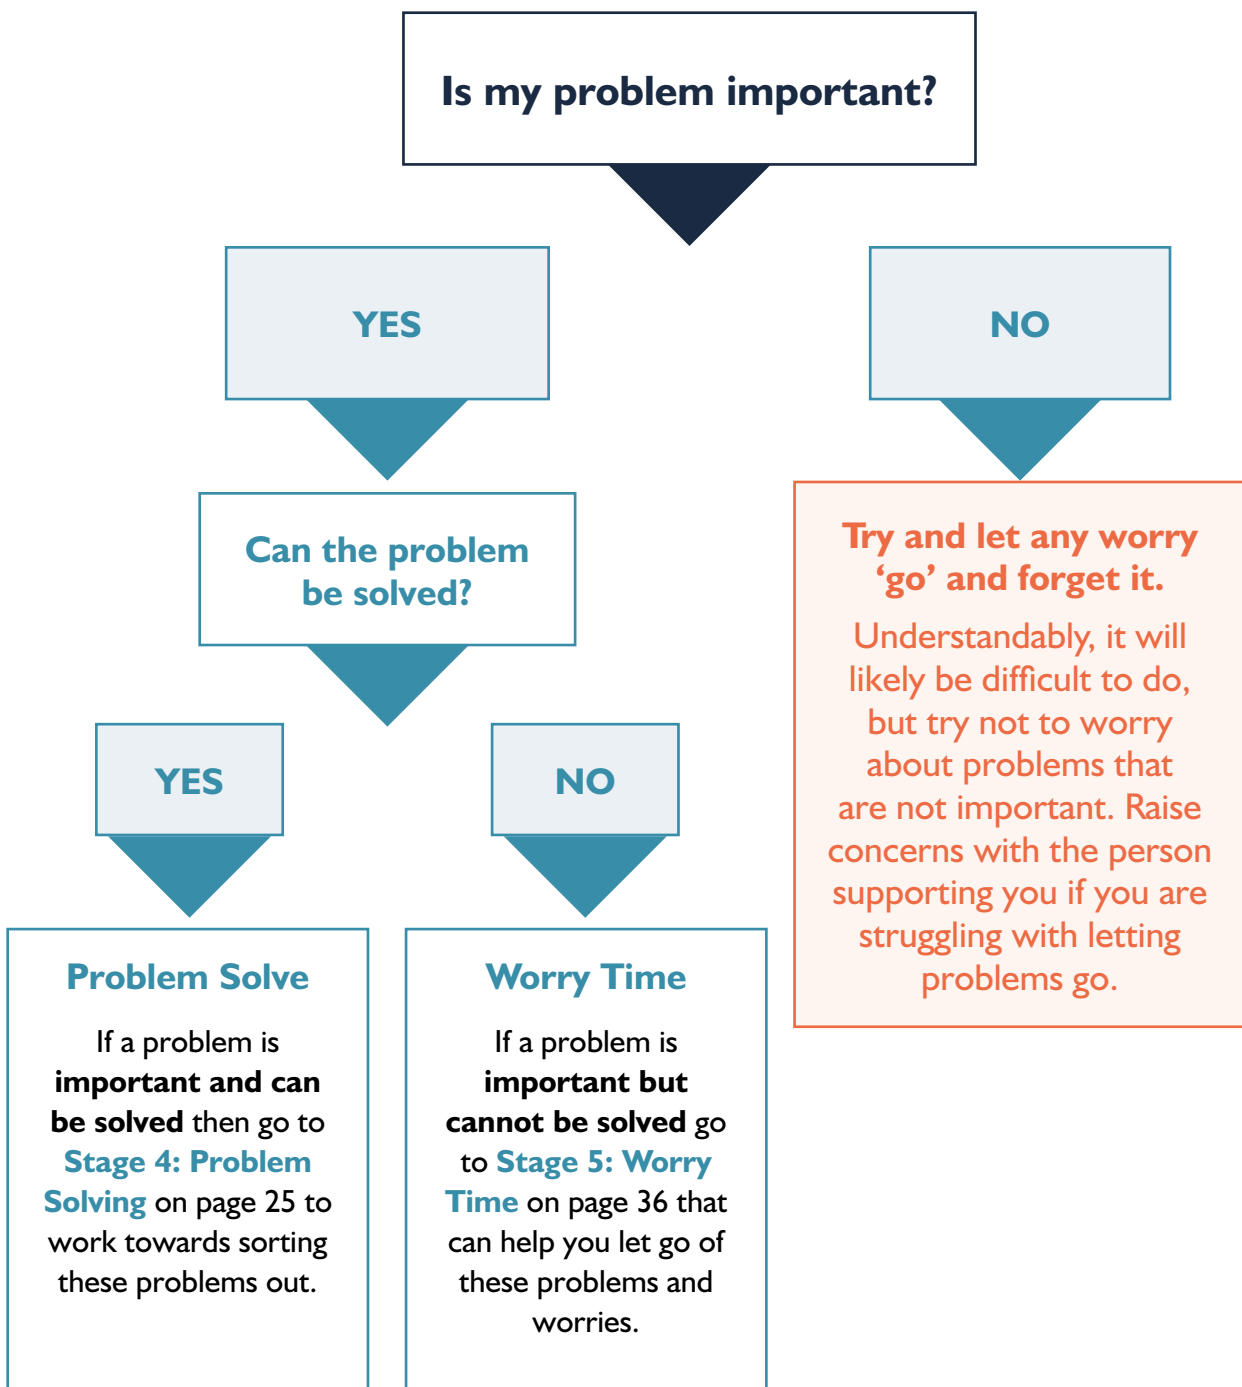 Is my problem important?
YES
NO
Can the problem
be solved?
Try and let any worry
‘go’ and forget it.
Understandably, it will
likely be difficult to do,
but try not to worry
about problems that
are not important. Raise
concerns with the person
supporting you if you are
struggling with letting
problems go.
YES
NO
Problem Solve
If a problem is
important and can
be solved then go to
Stage 4: Problem
Solving on page 25 to
work towards sorting
these problems out.
Worry Time
If a problem is
important but
cannot be solved go
to Stage 5: Worry
Time on page 36 that
can help you let go of
these problems and
worries.